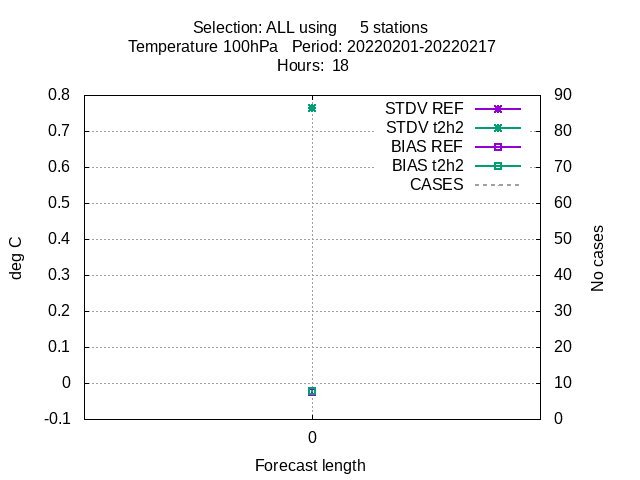 Selection: ALL using     5 stations
Temperature 100hPa   Period: 20220201-20220217
Hours:  18
0.8
0.7
0.6
0.5
0.4
0.3
0.2
0.1
0
-0.1
90
80
70
60
50
40
30
20
10
0
STDV REF
STDV t2h2
BIAS REF
BIAS t2h2
CASES
deg C
No cases
0
Forecast length